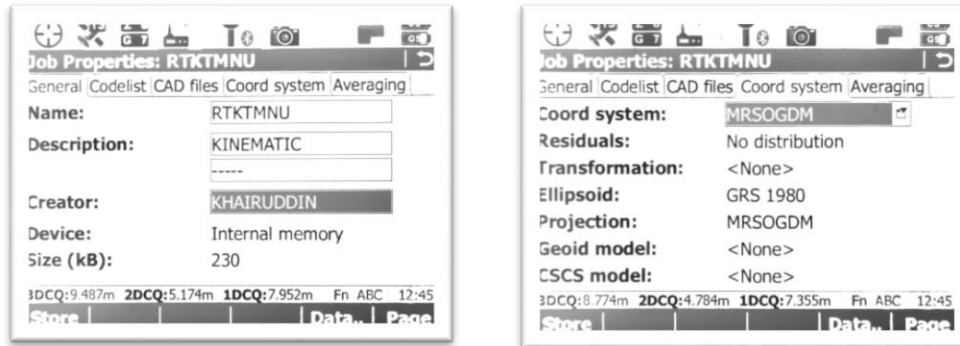 Job Properties: RTKTMNU
General Codelist CAD files Coord system Averaging
Name: RTKTMNU
Description: KINEMATIC
-----
Creator: KHAIRUDDIN
Device: Internal memory
Size (kB): 230
3DCQ:9.487m 2DCQ:5.174m 1DCQ:7.952m Fn ABC 12:45
Store Data.. Page
Job Properties: RTKTMNU
General Codelist CAD files Coord system Averaging
Coord system: MRSOGDM
Residuals: No distribution
Transformation: <None>
Ellipsoid: GRS 1980
Projection: MRSOGDM
Geoid model: <None>
CSCS model: <None>
3DCQ:8.774m 2DCQ:4.784m 1DCQ:7.355m Fn ABC 12:45
Store Data.. Page